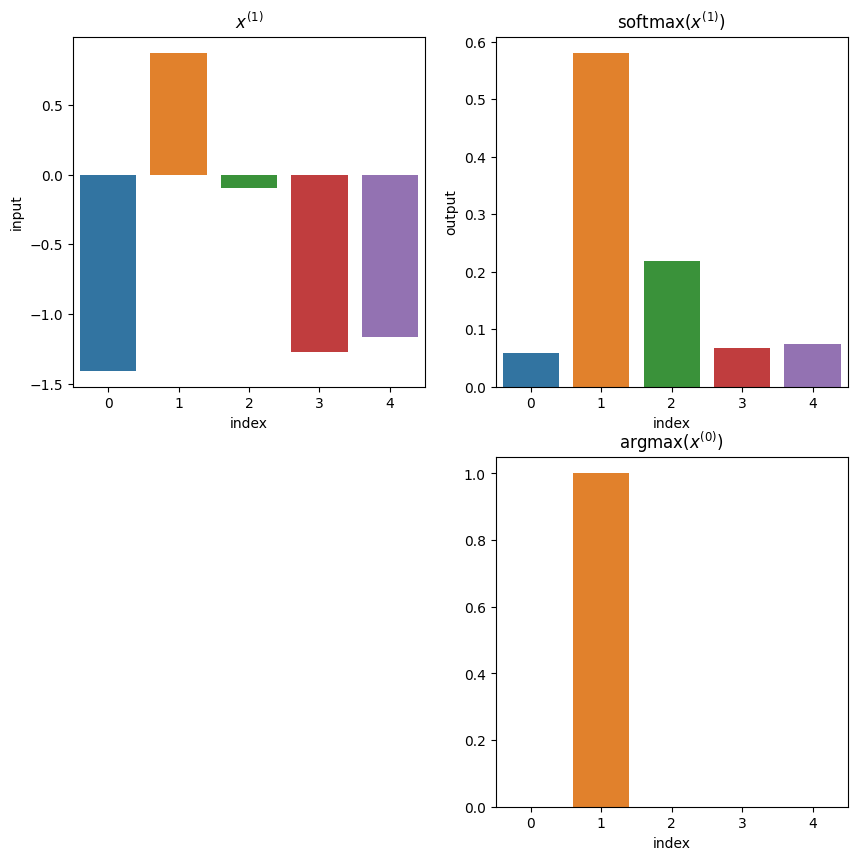 x⁽¹⁾
input
0.5
0.0
−0.5
−1.0
−1.5
0 1 2 3 4
index
softmax(x⁽¹⁾)
output
0.6
0.5
0.4
0.3
0.2
0.1
0.0
0 1 2 3 4
index
argmax(x⁽⁰⁾)
1.0
0.8
0.6
0.4
0.2
0.0
0 1 2 3 4
index